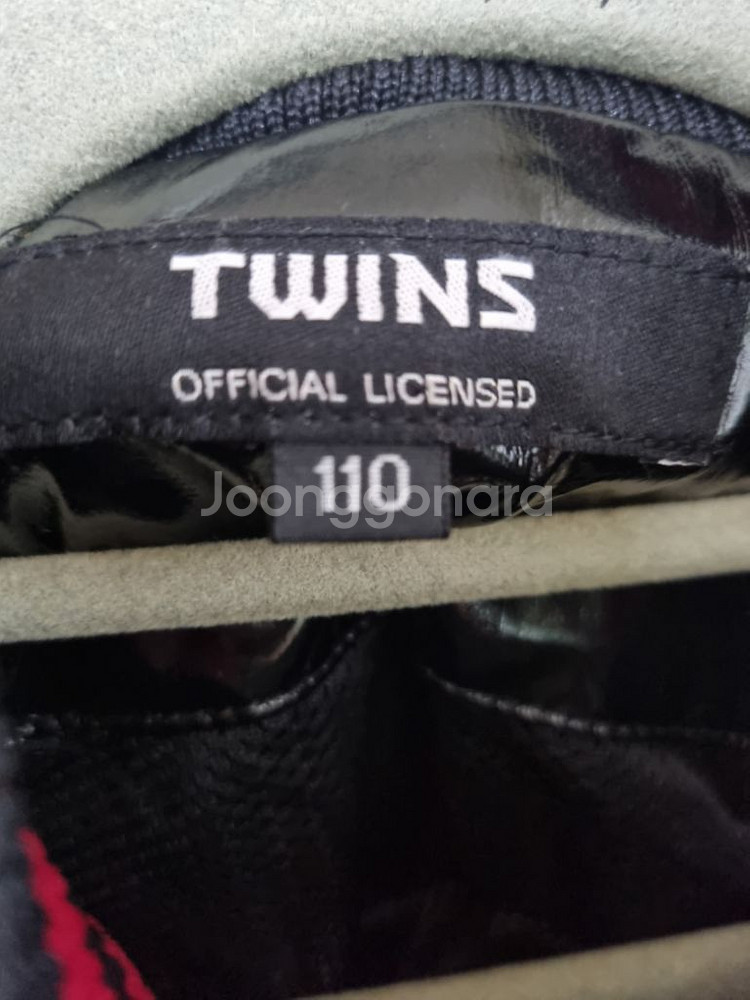 TWINS
OFFICIAL LICENSED
110
Joonggonara